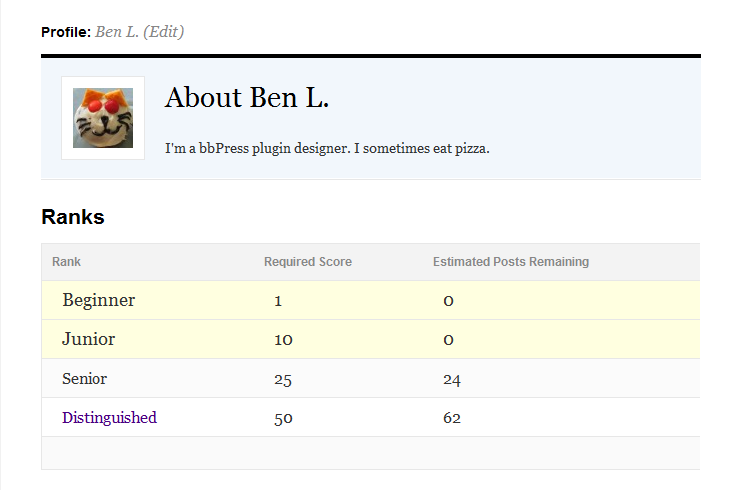 Profile: Ben L. (Edit)
About Ben L.
I'm a bbPress plugin designer. I sometimes eat pizza.
Ranks
Rank Required Score Estimated Posts Remaining
Beginner 1 0
Junior 10 0
Senior 25 24
Distinguished 50 62